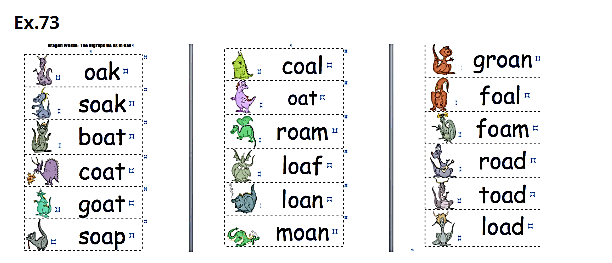 Ex.73
oak
soak
boat
coat
goat
soap
coal
oat
roam
loaf
loan
moan
groan
foal
foam
road
toad
load